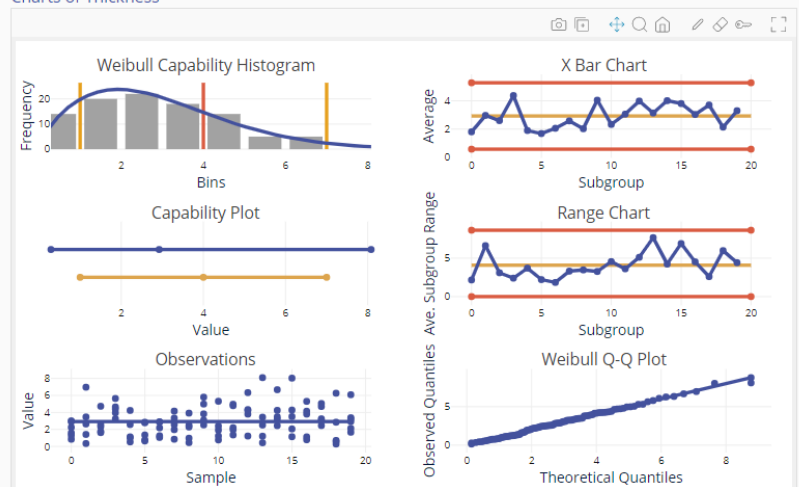 Charts of Thickness
Weibull Capability Histogram
Frequency
20
10
0
2 4 6 8
Bins
X Bar Chart
Average
4
2
0
0 5 10 15 20
Subgroup
Capability Plot
2 4 6 8
Value
Range Chart
Ave. Subgroup Range
5
0
0 5 10 15 20
Subgroup
Observations
Value
8
6
4
2
0
0 5 10 15 20
Sample
Weibull Q-Q Plot
Observed Quantiles
5
0
0 2 4 6 8
Theoretical Quantiles